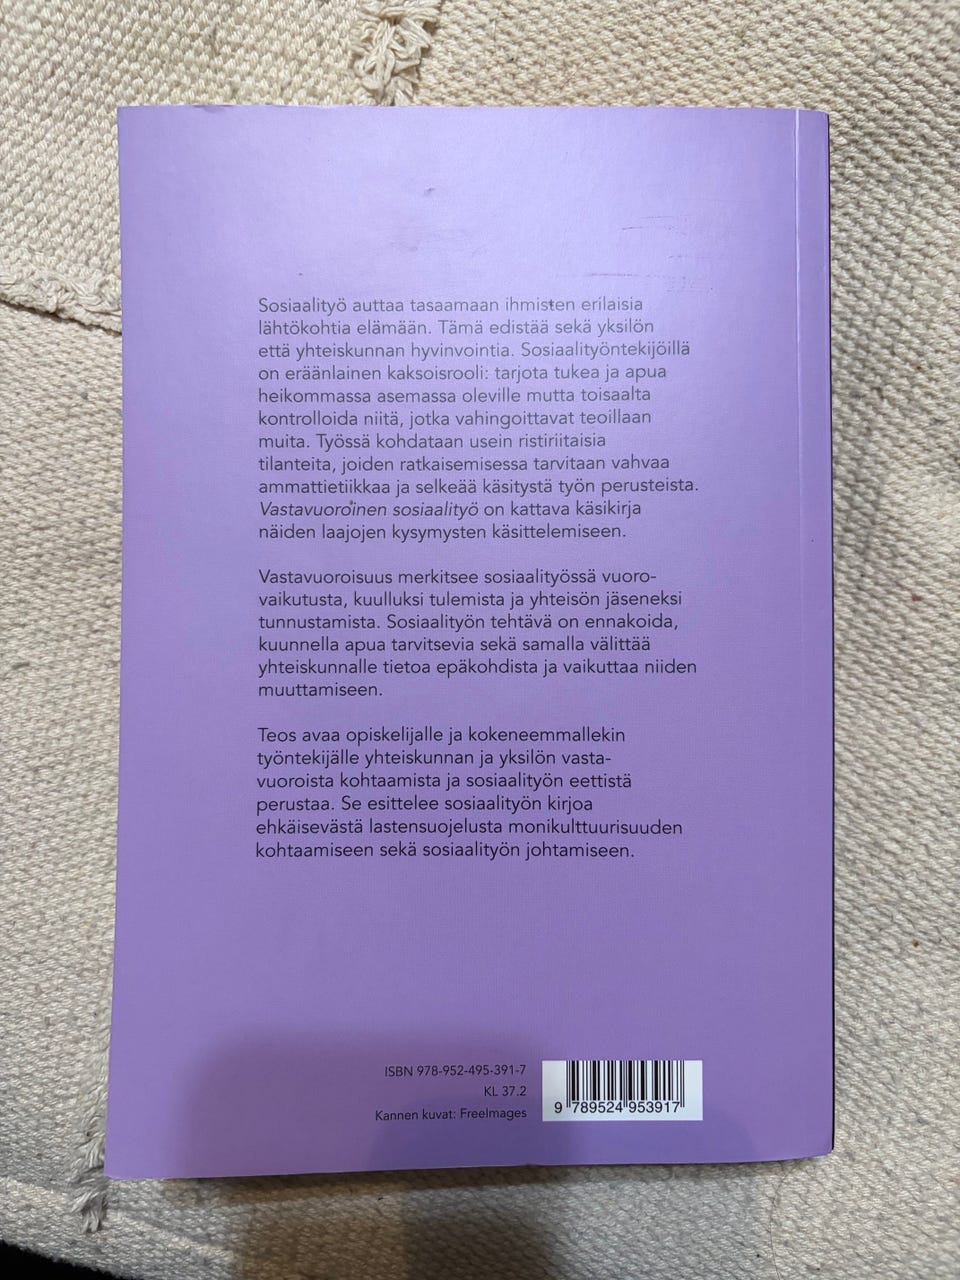 Sosiaalityö auttaa tasaamaan ihmisten erilaisia
lähtökohtia elämään. Tämä edistää sekä yksilön
että yhteiskunnan hyvinvointia. Sosiaalityöntekijöillä
on eräänlainen kaksoisrooli: tarjota tukea ja apua
heikommassa asemassa oleville mutta toisaalta
kontrolloida niitä, jotka vahingoittavat teoillaan
muita. Työssä kohdataan usein ristiriitaisia
tilanteita, joiden ratkaisemisessa tarvitaan vahvaa
ammattietiikkaa ja selkeää käsitystä työn perusteista.
Vastavuoroinen sosiaalityö on kattava käsikirja
näiden laajojen kysymysten käsittelemiseen.
Vastavuoroisuus merkitsee sosiaalityössä vuoro-
vaikutusta, kuulluksi tulemista ja yhteisön jäseneksi
tunnustamista. Sosiaalityön tehtävä on ennakoida,
kuunnella apua tarvitsevia sekä samalla välittää
yhteiskunnalle tietoa epäkohdista ja vaikuttaa niiden
muuttamiseen.
Teos avaa opiskelijalle ja kokeneemmallekin
työntekijälle yhteiskunnan ja yksilön vasta-
vuoroista kohtaamista ja sosiaalityön eettistä
perustaa. Se esittelee sosiaalityön kirjoa
ehkäisevästä lastensuojelusta monikulttuurisuuden
kohtaamiseen sekä sosiaalityön johtamiseen.
ISBN 978-952-495-391-7
KL 37.2
Kannen kuvat: FreeImages
9 789524 953917